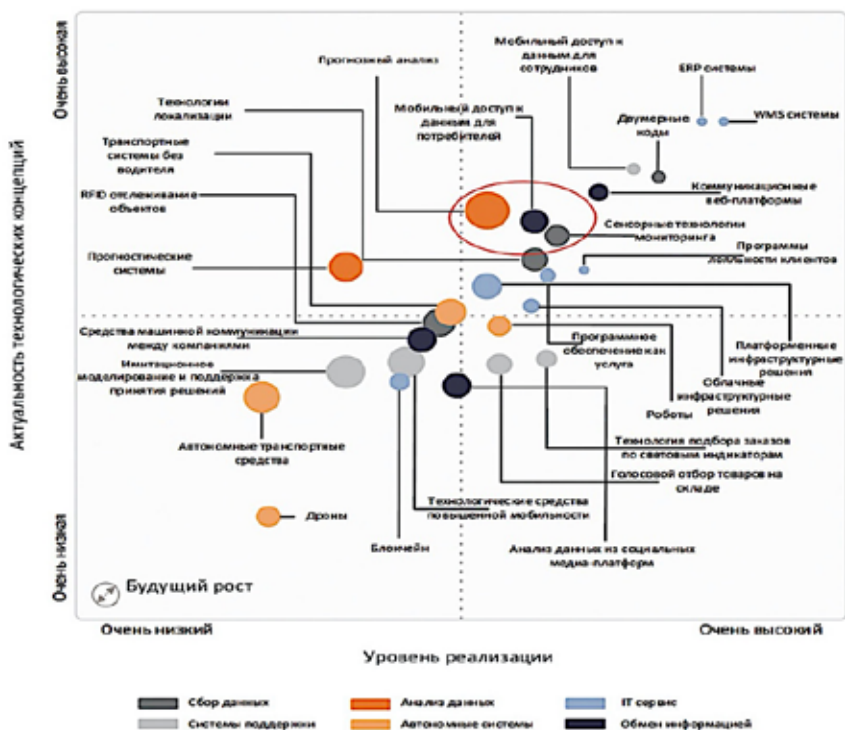 Очень высокая
Актуальность технологических концепций
Очень низкая
Прогнозный анализ
Мобильный доступ к
данным для
сотрудников
ERP системы
Технологии
локализации
Мобильный доступ к
данным для
потребителей
Двумерные
коды
WMS системы
Транспортные
системы без
водителя
RFID отслеживание
объектов
Коммуникационные
веб-платформы
Сенсорные технологии
мониторинга
Прогностические
системы
Программы
лояльности клиентов
Средства машинной коммуникации
между компаниями
Программное
обеспечение как
услуга
Платформенные
инфраструктурные
решения
Имитационное
моделирование и поддержка
принятия решений
Облачные
инфраструктурные
решения
Роботы
Автономные транспортные
средства
Технология подбора заказов
по световым индикаторам
Голосовой отбор товаров на
складе
Технологические средства
повышенной мобильности
Дроны
Блокчейн
Анализ данных из социальных
медиа-платформ
Будущий рост
Очень низкий
Очень высокий
Уровень реализации
Сбор данных
Анализ данных
IT сервис
Системы поддержки
Автономные системы
Обмен информацией